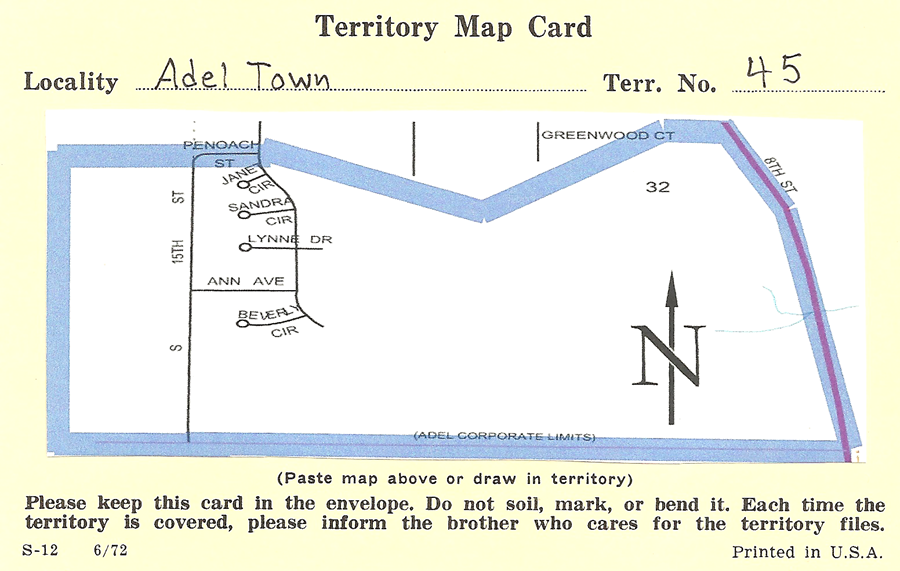 Territory Map Card
Locality Adel Town Terr. No. 45
PENOACH
ST
GREENWOOD CT
8TH ST
JANET
CIR
32
ST
SANDRA
CIR
15TH
LYNNE DR
ANN AVE
BEVERLY
CIR
N
S
(ADEL CORPORATE LIMITS)
(Paste map above or draw in territory)
Please keep this card in the envelope. Do not soil, mark, or bend it. Each time the
territory is covered, please inform the brother who cares for the territory files.
S-12 6/72 Printed in U.S.A.